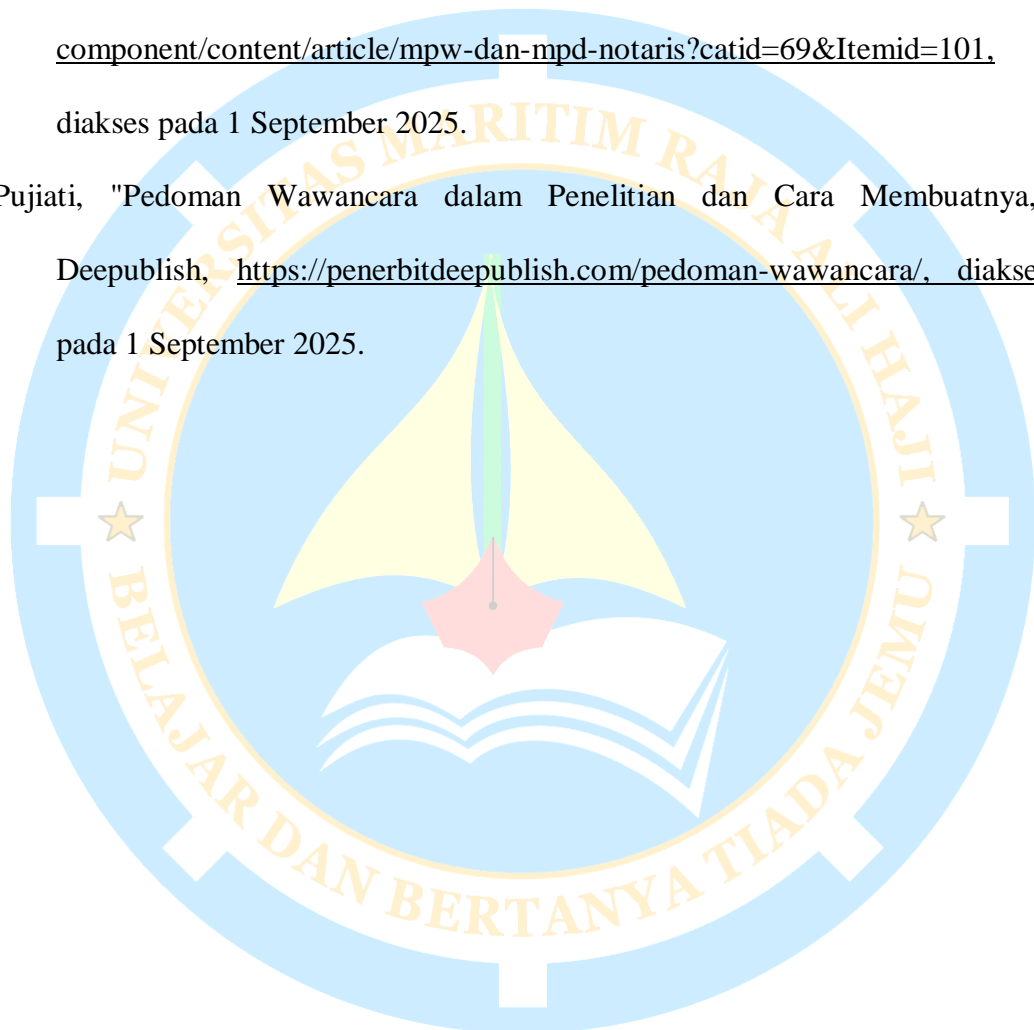 component/content/article/mpw-dan-mpd-notaris?catid=69&Itemid=101,
diakses pada 1 September 2025.
Pujiati, "Pedoman Wawancara dalam Penelitian dan Cara Membuatnya,
Deepublish, https://penerbitdeepublish.com/pedoman-wawancara/, diakse
pada 1 September 2025.
UNIVERSITAS MARITIM RAJA ALI HAJI
BELAJAR DAN BERTANYA TIADA JEMU